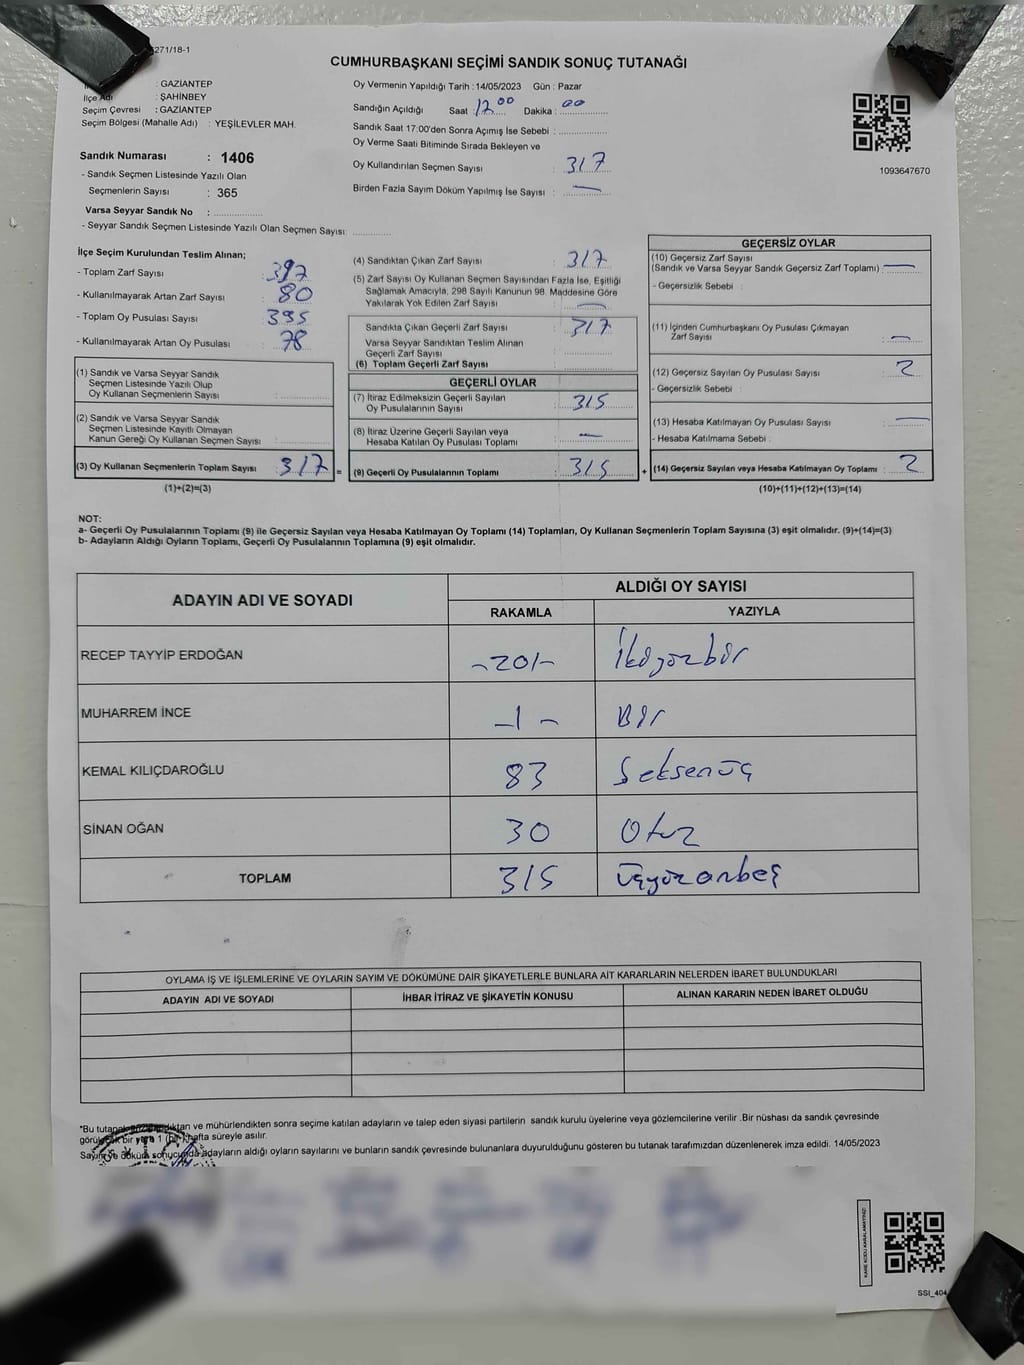 271/18-1
CUMHURBAŞKANI SEÇİMİ SANDIK SONUÇ TUTANAĞI
: GAZİANTEP
İlçe Adı : ŞAHİNBEY
Seçim Çevresi : GAZİANTEP
Seçim Bölgesi (Mahalle Adı) : YEŞİLEVLER MAH.
Sandık Numarası : 1406
- Sandık Seçmen Listesinde Yazılı Olan
Seçmenlerin Sayısı : 365
Varsa Seyyar Sandık No :
- Seyyar Sandık Seçmen Listesinde Yazılı Olan Seçmen Sayısı:
Oy Vermenin Yapıldığı Tarih : 14/05/2023 Gün : Pazar
Sandığın Açıldığı Saat : 17 00 Dakika : 00
Sandık Saat 17:00'den Sonra Açımış İse Sebebi :
Oy Verme Saati Bitiminde Sırada Bekleyen ve
Oy Kullandırılan Seçmen Sayısı : 317
Birden Fazla Sayım Döküm Yapılmış İse Sayısı : —
1093647670
İlçe Seçim Kurulundan Teslim Alınan;
- Toplam Zarf Sayısı : 397
- Kullanılmayarak Artan Zarf Sayısı : 80
- Toplam Oy Pusulası Sayısı : 395
- Kullanılmayarak Artan Oy Pusulası : 78
(1) Sandık ve Varsa Seyyar Sandık
Seçmen Listesinde Yazılı Olup
Oy Kullanan Seçmenlerin Sayısı :
(2) Sandık ve Varsa Seyyar Sandık
Seçmen Listesinde Kayıtlı Olmayan
Kanun Gereği Oy Kullanan Seçmen Sayısı :
(3) Oy Kullanan Seçmenlerin Toplam Sayısı : 317 =
(1)+(2)=(3)
(4) Sandıktan Çıkan Zarf Sayısı : 317
(5) Zarf Sayısı Oy Kullanan Seçmen Sayısından Fazla İse, Eşitliği
Sağlamak Amacıyla, 298 Sayılı Kanunun 98. Maddesine Göre
Yakılarak Yok Edilen Zarf Sayısı : —
Sandıkta Çıkan Geçerli Zarf Sayısı : 317
Varsa Seyyar Sandıktan Teslim Alınan
Geçerli Zarf Sayısı :
(6) Toplam Geçerli Zarf Sayısı :
GEÇERLİ OYLAR
(7) İtiraz Edilmeksizin Geçerli Sayılan
Oy Pusulalarının Sayısı : 315
(8) İtiraz Üzerine Geçerli Sayılan veya
Hesaba Katılan Oy Pusulası Toplamı : —
(9) Geçerli Oy Pusulalarının Toplamı : 315 +
GEÇERSİZ OYLAR
(10) Geçersiz Zarf Sayısı
(Sandık ve Varsa Seyyar Sandık Geçersiz Zarf Toplamı) : —
- Geçersizlik Sebebi :
(11) İçinden Cumhurbaşkanı Oy Pusulası Çıkmayan
Zarf Sayısı : —
(12) Geçersiz Sayılan Oy Pusulası Sayısı : 2
- Geçersizlik Sebebi :
(13) Hesaba Katılmayan Oy Pusulası Sayısı : —
- Hesaba Katılmama Sebebi :
(14) Geçersiz Sayılan veya Hesaba Katılmayan Oy Toplamı : 2
(10)+(11)+(12)+(13)=(14)
NOT:
a- Geçerli Oy Pusulalarının Toplamı (9) ile Geçersiz Sayılan veya Hesaba Katılmayan Oy Toplamı (14) Toplamları, Oy Kullanan Seçmenlerin Toplam Sayısına (3) eşit olmalıdır. (9)+(14)=(3)
b- Adayların Aldığı Oyların Toplamı, Geçerli Oy Pusulalarının Toplamına (9) eşit olmalıdır.
ADAYIN ADI VE SOYADI
ALDIĞI OY SAYISI
RAKAMLA YAZIYLA
RECEP TAYYİP ERDOĞAN -201- İkiyüzbir
MUHARREM İNCE -1- Bir
KEMAL KILIÇDAROĞLU 83 Seksenüç
SİNAN OĞAN 30 Otuz
TOPLAM 315 Üçyüzonbeş
OYLAMA İŞ VE İŞLEMLERİNE VE OYLARIN SAYIM VE DÖKÜMÜNE DAİR ŞİKAYETLERLE BUNLARA AİT KARARLARIN NELERDEN İBARET BULUNDUKLARI
ADAYIN ADI VE SOYADI İHBAR İTİRAZ VE ŞİKAYETİN KONUSU ALINAN KARARIN NEDEN İBARET OLDUĞU
*Bu tutanak ve mühürlendikten sonra seçime katılan adayların ve talep eden siyasi partilerin sandık kurulu üyelerine veya gözlemcilerine verilir .Bir nüshası da sandık çevresinde
bir yere 1 (bir) hafta süreyle asılır.
Sayım ve döküm sonucunda adayların aldığı oyların sayılarını ve bunların sandık çevresinde bulunanlara duyurulduğunu gösteren bu tutanak tarafımızdan düzenlenerek imza edildi. 14/05/2023
KARE KODU KARALAMAYINIZ!
SSI_404